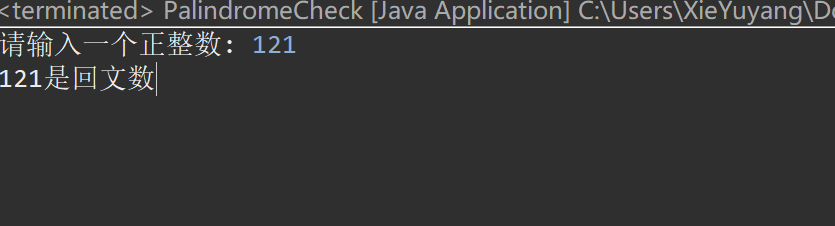 <terminated> PalindromeCheck [Java Application] C:\Users\XieYuyang\Do
请输入一个正整数：121
121是回文数